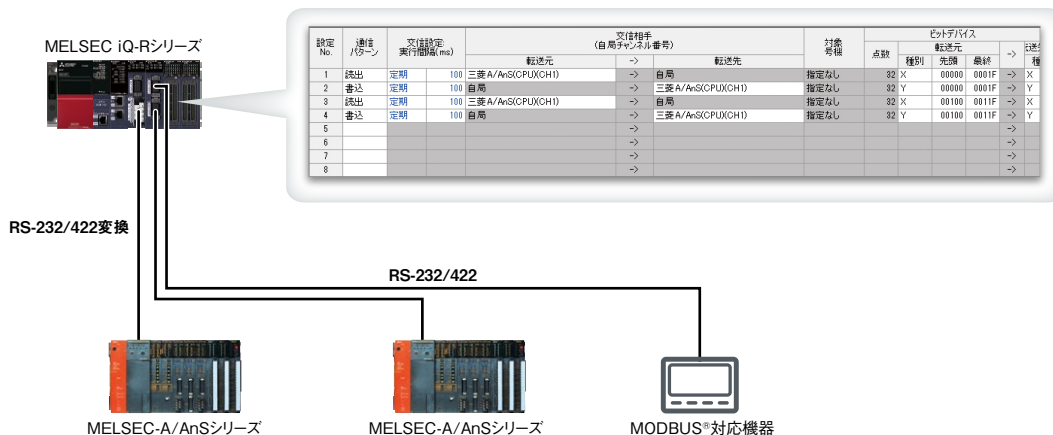 MELSEC iQ-Rシリーズ
設定No. 通信パターン 交信設定:実行間隔(ms) 交信相手(自局チャンネル番号) 対象号機 ビットデバイス
転送元 -> 転送先 点数 転送元 ->
種別 先頭 最終
1 読出 定期 100 三菱A/AnS(CPU)(CH1) -> 自局 指定なし 32 X 00000 0001F -> X
2 書込 定期 100 自局 -> 三菱A/AnS(CPU)(CH1) 指定なし 32 Y 00000 0001F -> Y
3 読出 定期 100 三菱A/AnS(CPU)(CH1) -> 自局 指定なし 32 X 00100 0011F -> X
4 書込 定期 100 自局 -> 三菱A/AnS(CPU)(CH1) 指定なし 32 Y 00100 0011F -> Y
5 -> ->
6 -> ->
7 -> ->
8 -> ->
RS-232/422変換
RS-232/422
MELSEC-A/AnSシリーズ
MELSEC-A/AnSシリーズ
MODBUS®対応機器